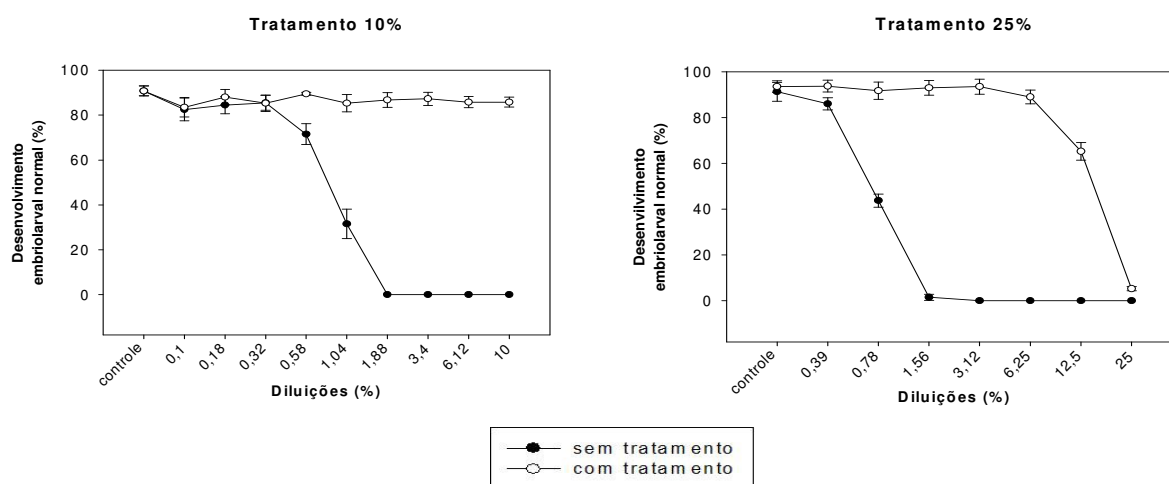 Tratamento 10%
Desenvolvimento
embriolarval normal (%)
100
80
60
40
20
0
controle
0,1
0,18
0,32
0,58
1,04
1,88
3,4
6,12
10
Diluições (%)
Tratamento 25%
Desenvilvimento
embriolarval normal (%)
100
80
60
40
20
0
controle
0,39
0,78
1,56
3,12
6,25
12,5
25
Diluições (%)
sem tratamento
com tratamento